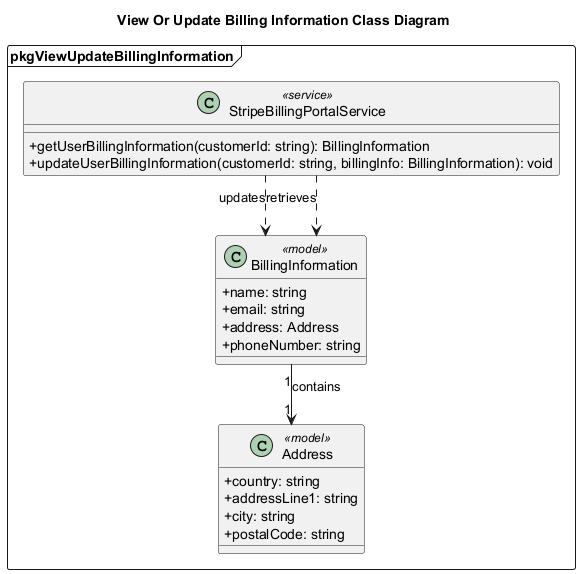 View Or Update Billing Information Class Diagram
pkgViewUpdateBillingInformation
C
«service»
StripeBillingPortalService
+getUserBillingInformation(customerId: string): BillingInformation
+updateUserBillingInformation(customerId: string, billingInfo: BillingInformation): void
updates
retrieves
C
«model»
BillingInformation
+name: string
+email: string
+address: Address
+phoneNumber: string
1
contains
1
C
«model»
Address
+country: string
+addressLine1: string
+city: string
+postalCode: string